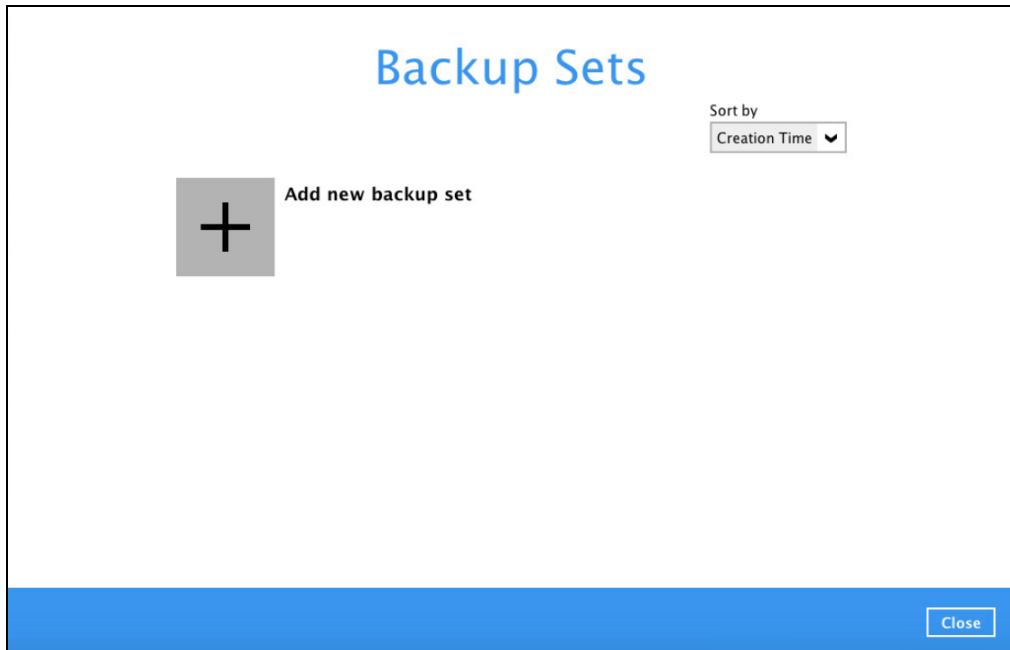 Backup Sets
Sort by
Creation Time
Add new backup set
Close